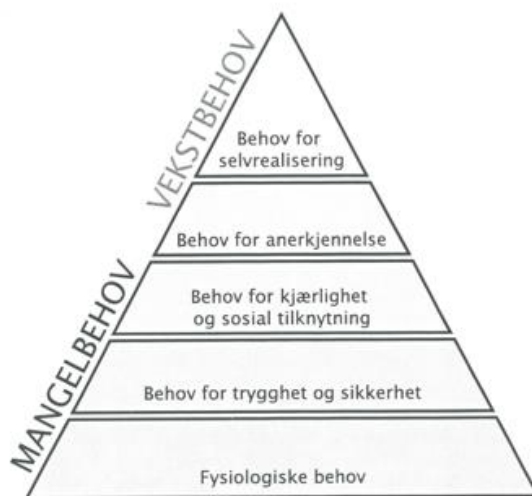 VEKSTBEHOV
MANGELBEHOV
Behov for
selvrealisering
Behov for anerkjennelse
Behov for kjærlighet
og sosial tilknytning
Behov for trygghet og sikkerhet
Fysiologiske behov